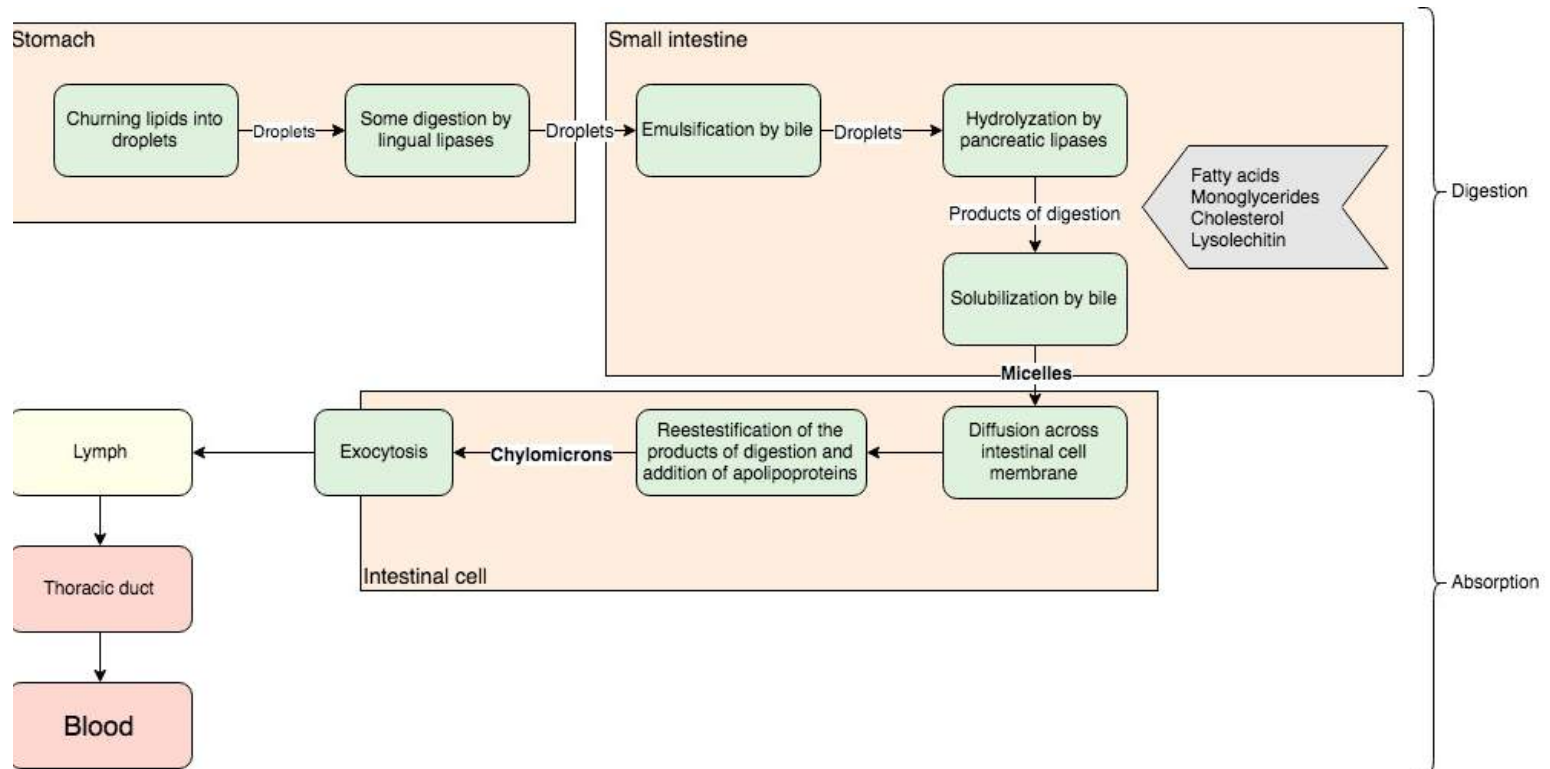 Stomach
Churning lipids into
droplets
Droplets
Some digestion by
lingual lipases
Droplets
Small intestine
Emulsification by bile
Droplets
Hydrolyzation by
pancreatic lipases
Products of digestion
Fatty acids
Monoglycerides
Cholesterol
Lysolechitin
Solubilization by bile
Digestion
Micelles
Diffusion across
intestinal cell
membrane
Reestestification of the
products of digestion and
addition of apolipoproteins
Chylomicrons
Exocytosis
Intestinal cell
Lymph
Thoracic duct
Blood
Absorption